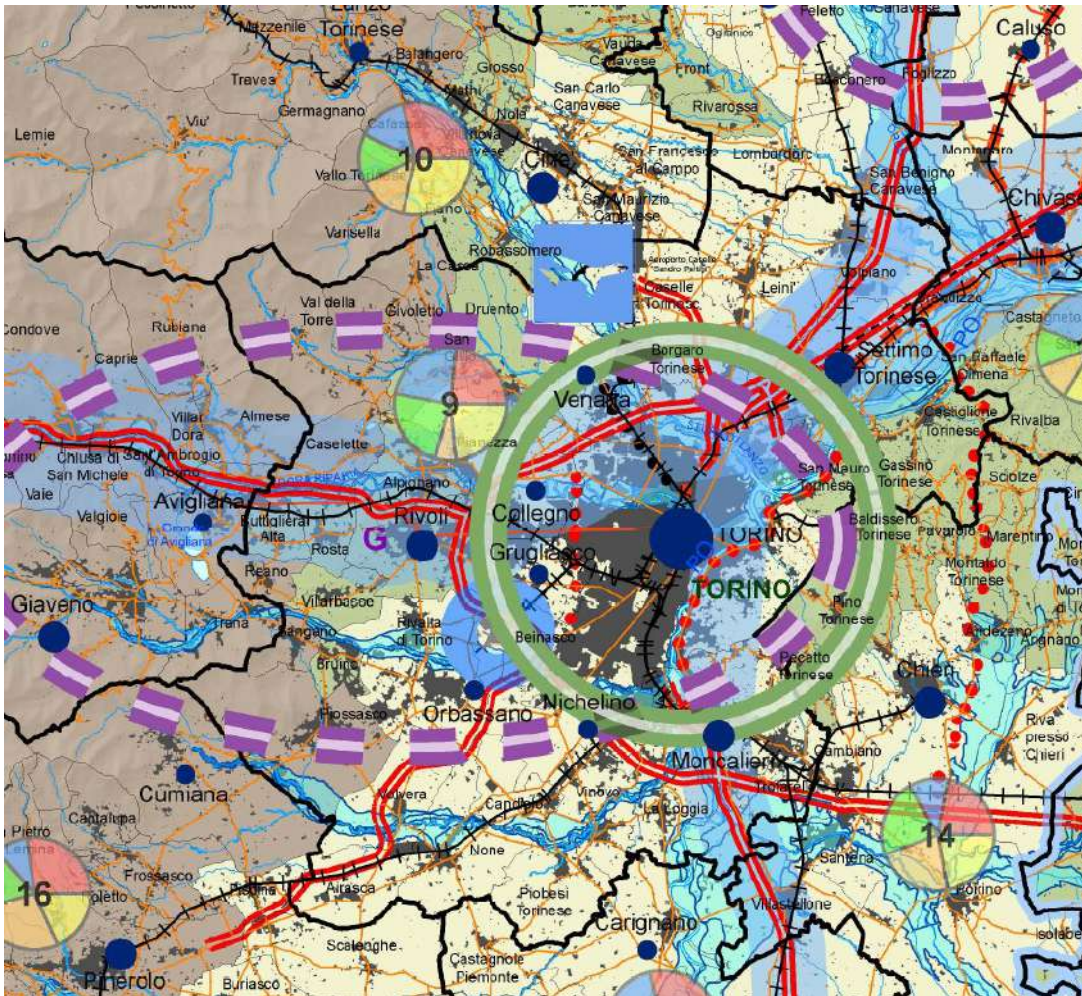 Torinese
Mezzenile
Balangero
Traves
Germagnano
Viu'
Lemie
Mathi
Grosso
Nole
Vauda
Canavese
Front
San Carlo
Canavese
Rivarossa
Feletto
Bosconero
Foglizzo
Caluso
Montanaro
10
Vallo Torinese
Varisella
Ciriè
San Francesco
al Campo
San Maurizio
Canavese
Lombardore
San Benigno
Canavese
Chivasso
Robassomero
La Cassa
Val della
Torre
Givoletto
Druento
San
Caselle
Torinese
Leini'
Volpiano
Condove
Rubiana
Caprie
Borgaro
Torinese
Settimo
Torinese
PO
San Raffaele
Cimena
Castagneto
Castiglione
Torinese
Rivalba
9
Pianezza
Venaria
Villar
Dora
Almese
Caselette
Chiusa di
San Michele
Sant'Ambrogio
di Torino
Alpignano
Vaie
Valgioie
Avigliana
Buttigliera
Alta
Rosta
Rivoli
G
Collegno
Grugliasco
San Mauro
Torinese
Gassino
Torinese
Sciolze
Baldissero
Torinese
Pavarolo
Marentino
Montaldo
Torinese
TORINO
PO
TORINO
Pino
Torinese
Andezeno
Arignano
Reano
Villarbasse
Giaveno
Trana
Sangano
Rivalta
di Torino
Beinasco
Bruino
Pecetto
Torinese
Chieri
Orbassano
Nichelino
Riva
presso
Chieri
Moncalieri
Cambiano
Cumiana
Volvera
Candiolo
Vinovo
La Loggia
Trofarello
Cantalupa
None
Santena
14
Poirino
16
Frossasco
Roletto
Piscina
Airasca
Piobesi
Torinese
Carignano
Villastellone
Scalenghe
Castagnole
Piemonte
Pinerolo
Buriasco